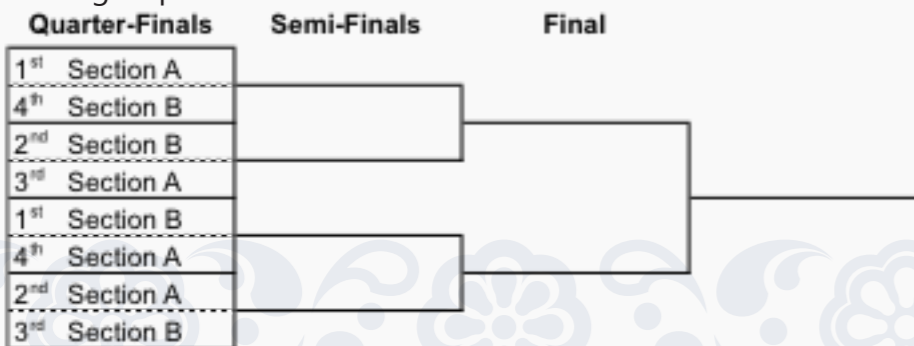 Quarter-Finals Semi-Finals Final
1st Section A
4th Section B
2nd Section B
3rd Section A
1st Section B
4th Section A
2nd Section A
3rd Section B